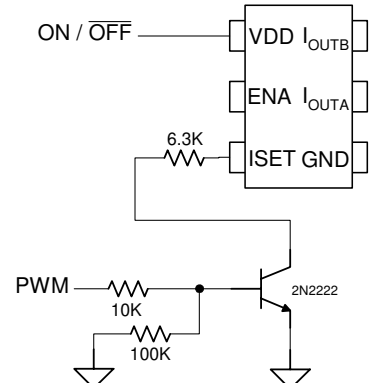 ON / OFF
VDD IOUTB
ENA IOUTA
6.3K
ISET GND
PWM
10K
2N2222
100K